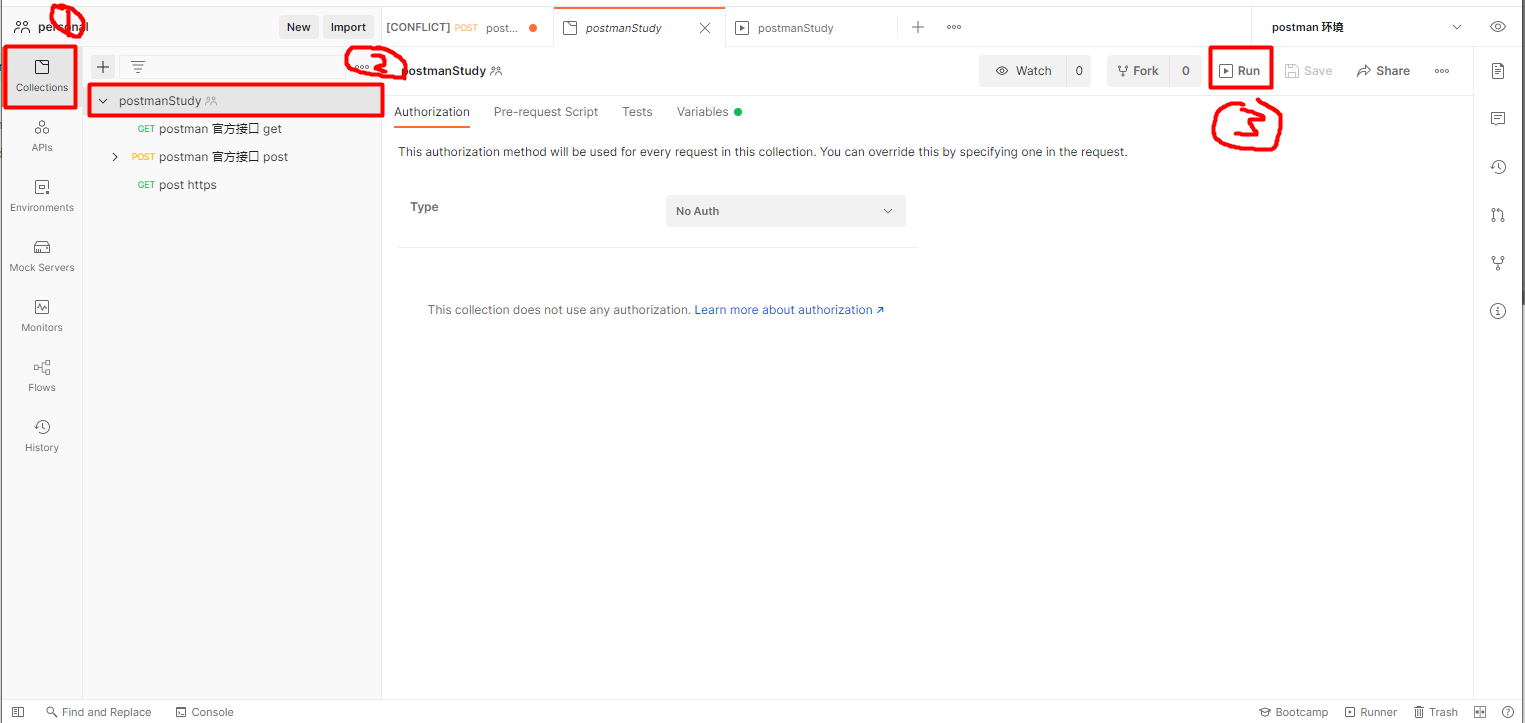 personal New Import [CONFLICT] POST post... postmanStudy postmanStudy postman 环境
1
Collections
2
postmanStudy Watch 0 Fork 0 Run Save Share
3
postmanStudy
Authorization Pre-request Script Tests Variables
GET postman 官方接口 get
APIs
POST postman 官方接口 post
This authorization method will be used for every request in this collection. You can override this by specifying one in the request.
GET post https
Environments
Type No Auth
Mock Servers
This collection does not use any authorization. Learn more about authorization ↗
Monitors
Flows
History
Find and Replace Console Bootcamp Runner Trash